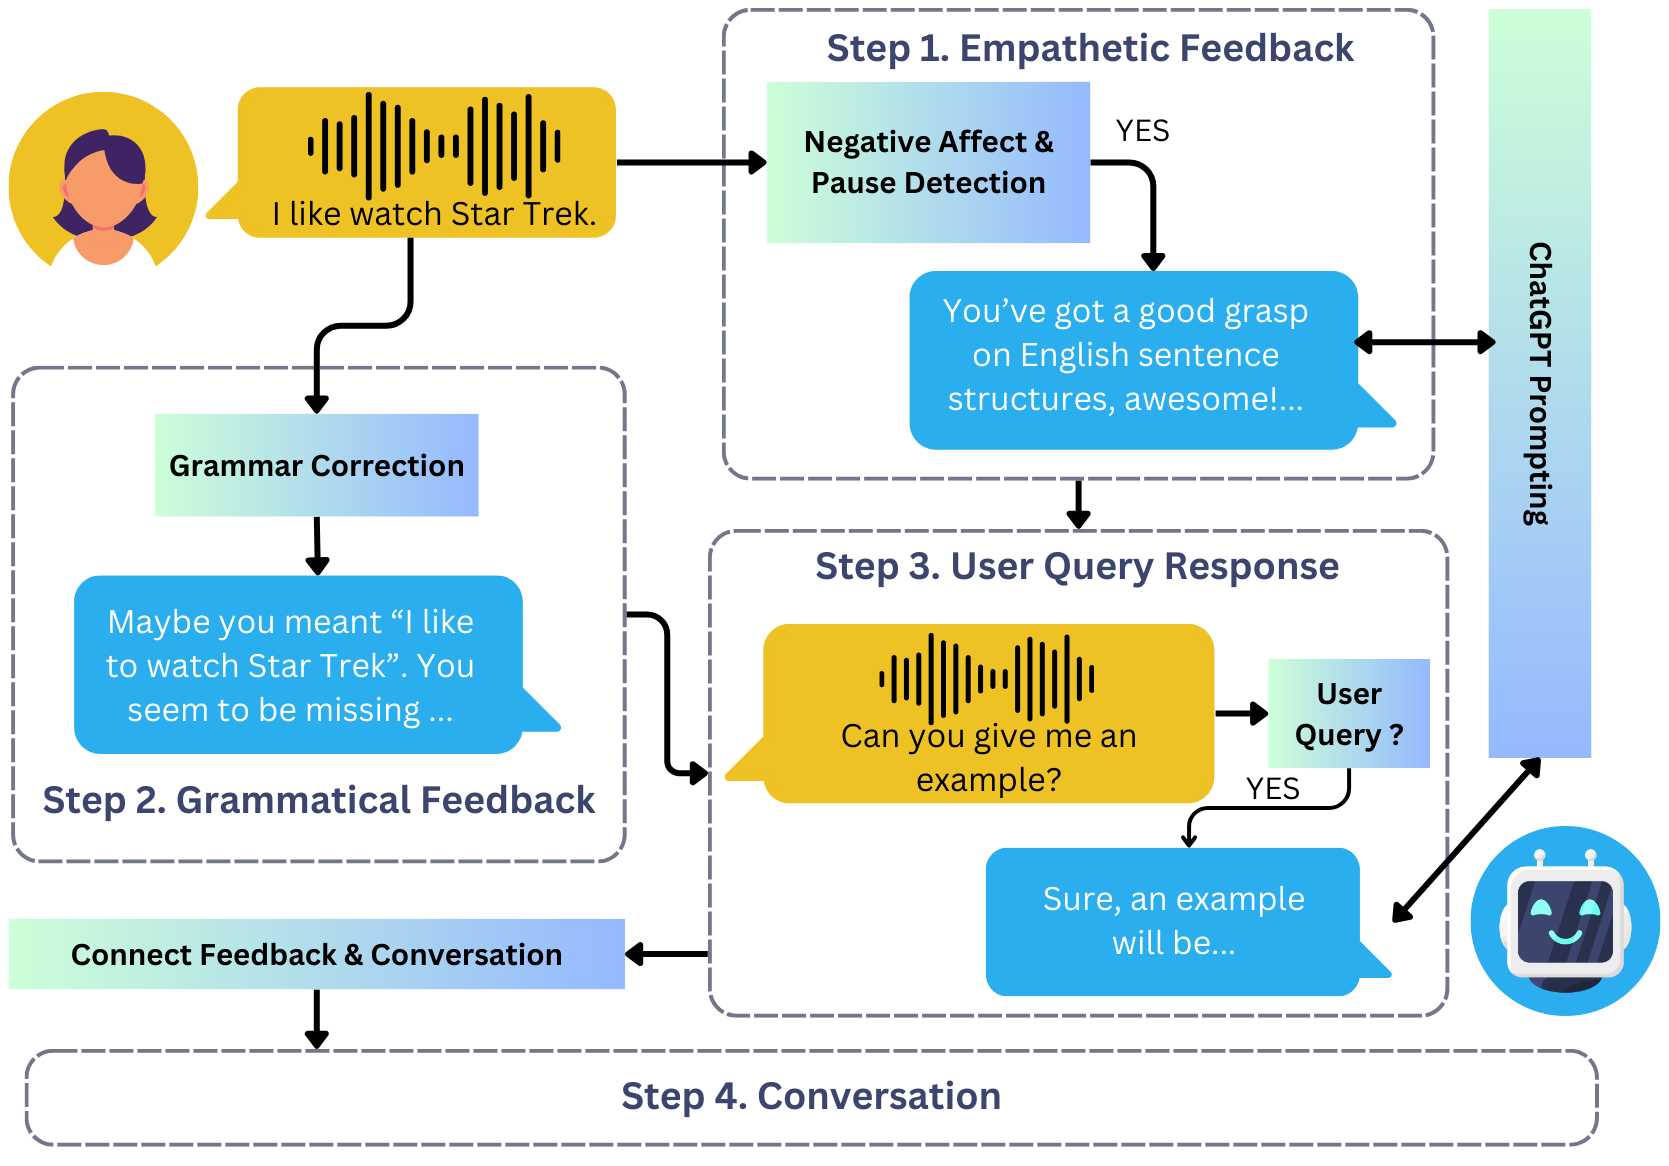 Step 1. Empathetic Feedback
I like watch Star Trek.
Negative Affect &
Pause Detection
YES
You’ve got a good grasp
on English sentence
structures, awesome!...
ChatGPT Prompting
Grammar Correction
Maybe you meant “I like
to watch Star Trek”. You
seem to be missing ...
Step 2. Grammatical Feedback
Step 3. User Query Response
Can you give me an
example?
User
Query ?
YES
Sure, an example
will be...
Connect Feedback & Conversation
Step 4. Conversation